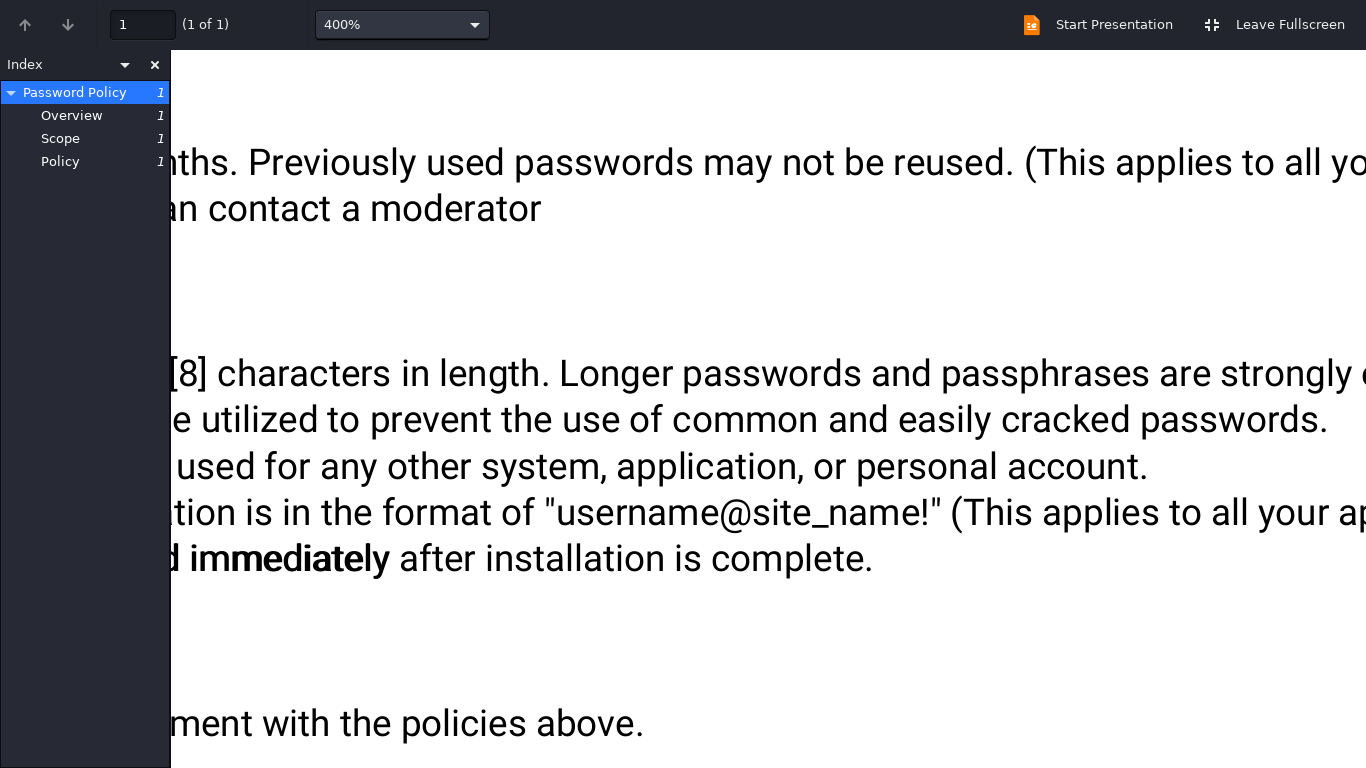 1 (1 of 1) 400% Start Presentation Leave Fullscreen
Index
Password Policy 1
Overview 1
Scope 1
Policy 1
nths. Previously used passwords may not be reused. (This applies to all yo
an contact a moderator
[8] characters in length. Longer passwords and passphrases are strongly
e utilized to prevent the use of common and easily cracked passwords.
used for any other system, application, or personal account.
ation is in the format of "username@site_name!" (This applies to all your ap
d immediately after installation is complete.
ment with the policies above.